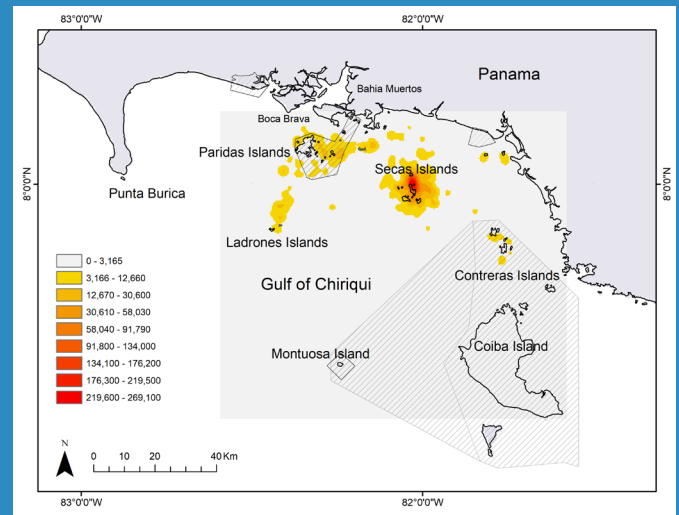 83°0'0"W
82°0'0"W
Panama
Bahia Muertos
Boca Brava
Paridas Islands
Secas Islands
8°0'0"N
8°0'0"N
Punta Burica
Ladrones Islands
Contreras Islands
Gulf of Chiriqui
0 - 3,165
3,166 - 12,660
12,670 - 30,600
30,610 - 58,030
58,040 - 91,790
91,800 - 134,000
134,100 - 176,200
176,300 - 219,500
219,600 - 269,100
Montuosa Island
Coiba Island
N
0 10 20 40 Km
83°0'0"W
82°0'0"W